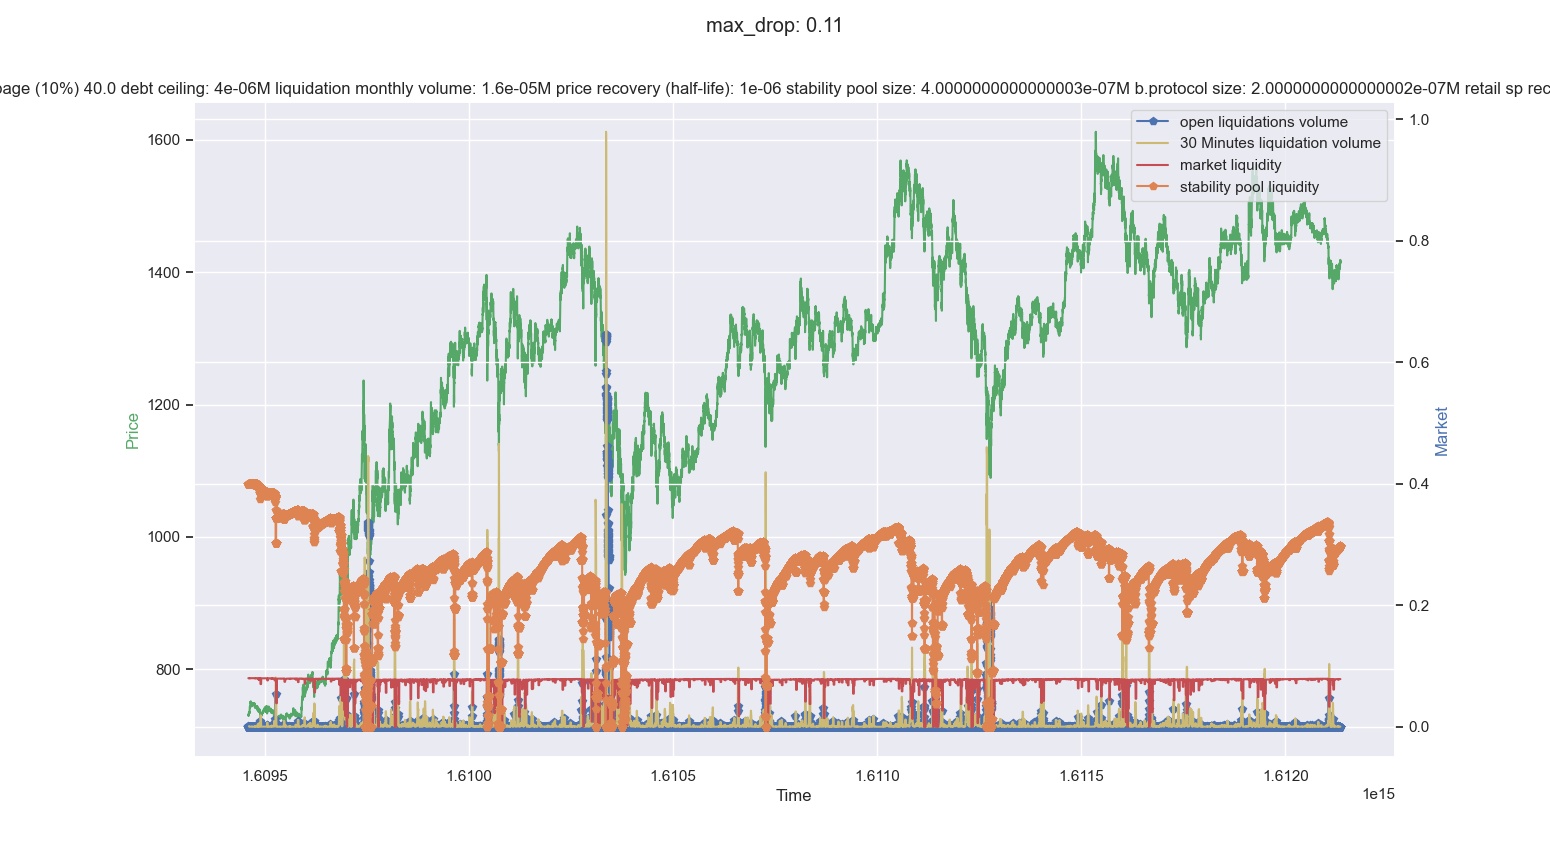 max_drop: 0.11
page (10%) 40.0 debt ceiling: 4e-06M liquidation monthly volume: 1.6e-05M price recovery (half-life): 1e-06 stability pool size: 4.0000000000000003e-07M b.protocol size: 2.0000000000000002e-07M retail sp rec
open liquidations volume
30 Minutes liquidation volume
market liquidity
stability pool liquidity
1600
1400
1200
1000
800
Price
1.0
0.8
0.6
0.4
0.2
0.0
Market
1.6095 1.6100 1.6105 1.6110 1.6115 1.6120
Time
1e15